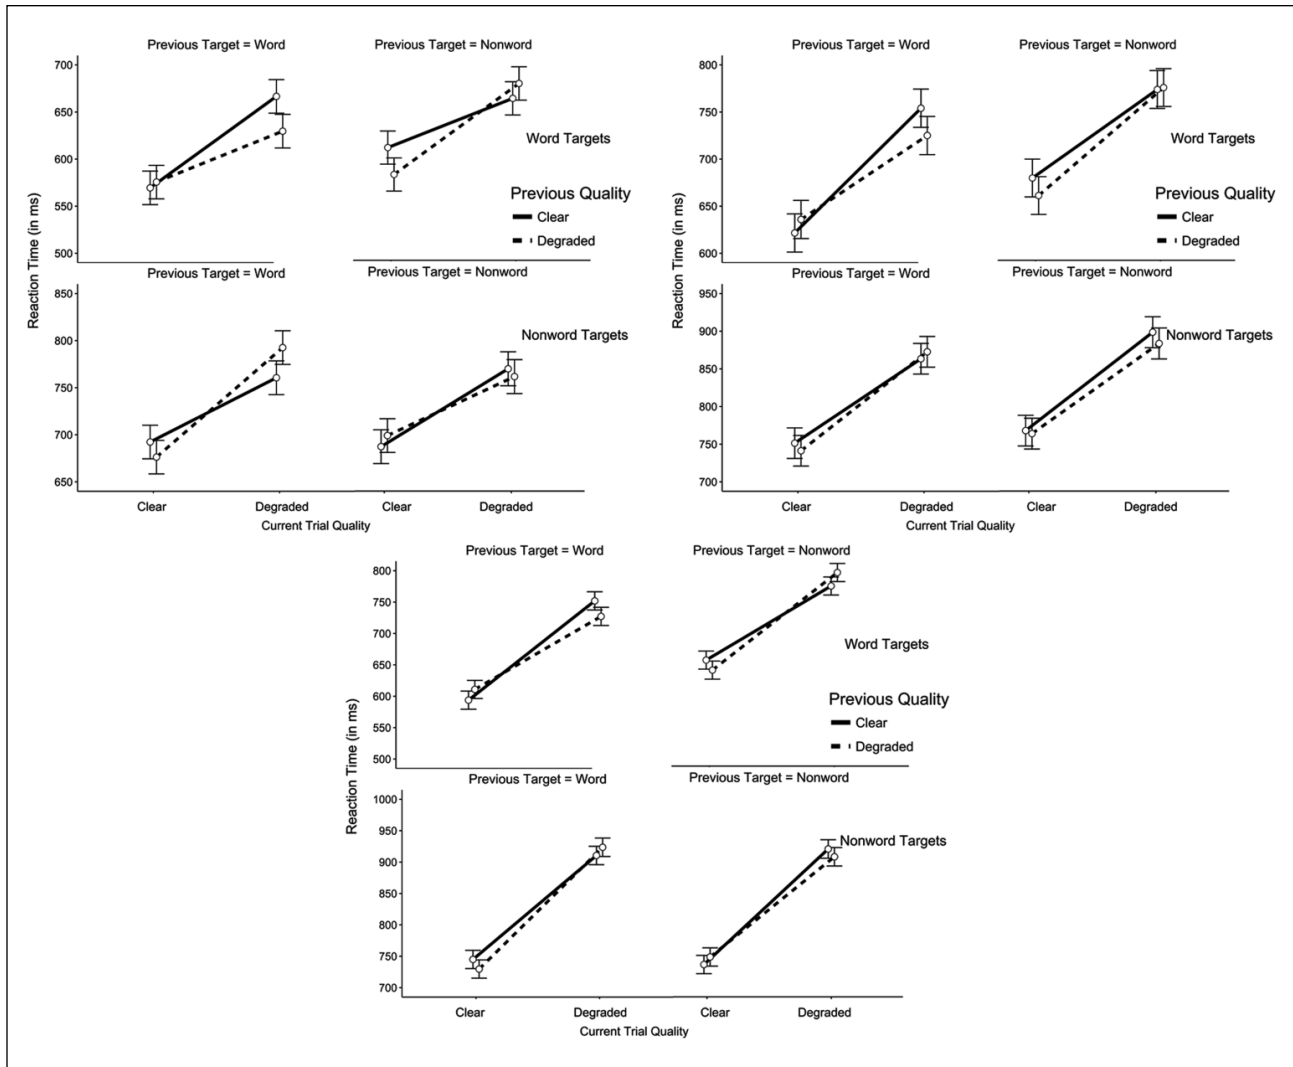 Previous Target = Word
Previous Target = Nonword
700
650
600
550
500
Word Targets
Previous Quality
Clear
Degraded
Reaction Time (in ms)
Previous Target = Word
Previous Target = Nonword
850
800
750
700
650
Nonword Targets
Clear
Degraded
Clear
Degraded
Current Trial Quality
Previous Target = Word
Previous Target = Nonword
800
750
700
650
600
Word Targets
Previous Quality
Clear
Degraded
Reaction Time (in ms)
Previous Target = Word
Previous Target = Nonword
950
900
850
800
750
700
Nonword Targets
Clear
Degraded
Clear
Degraded
Current Trial Quality
Previous Target = Word
Previous Target = Nonword
800
750
700
650
600
550
500
Word Targets
Previous Quality
Clear
Degraded
Reaction Time (in ms)
Previous Target = Word
Previous Target = Nonword
1000
950
900
850
800
750
700
Nonword Targets
Clear
Degraded
Clear
Degraded
Current Trial Quality